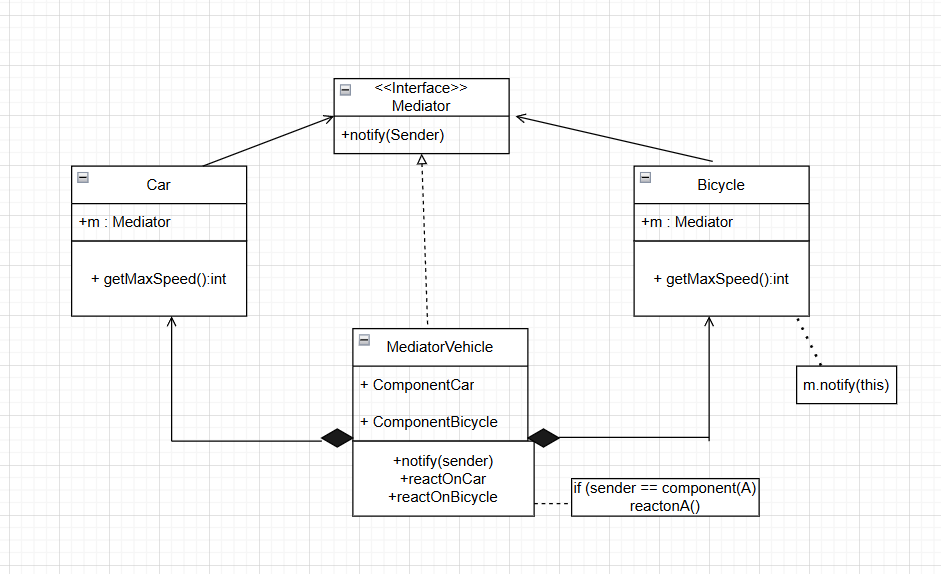 <<Interface>>
Mediator
+notify(Sender)
Car
+m : Mediator
+ getMaxSpeed():int
Bicycle
+m : Mediator
+ getMaxSpeed():int
MediatorVehicle
+ ComponentCar
+ ComponentBicycle
+notify(sender)
+reactOnCar
+reactOnBicycle
m.notify(this)
if (sender == component(A)
reactonA()